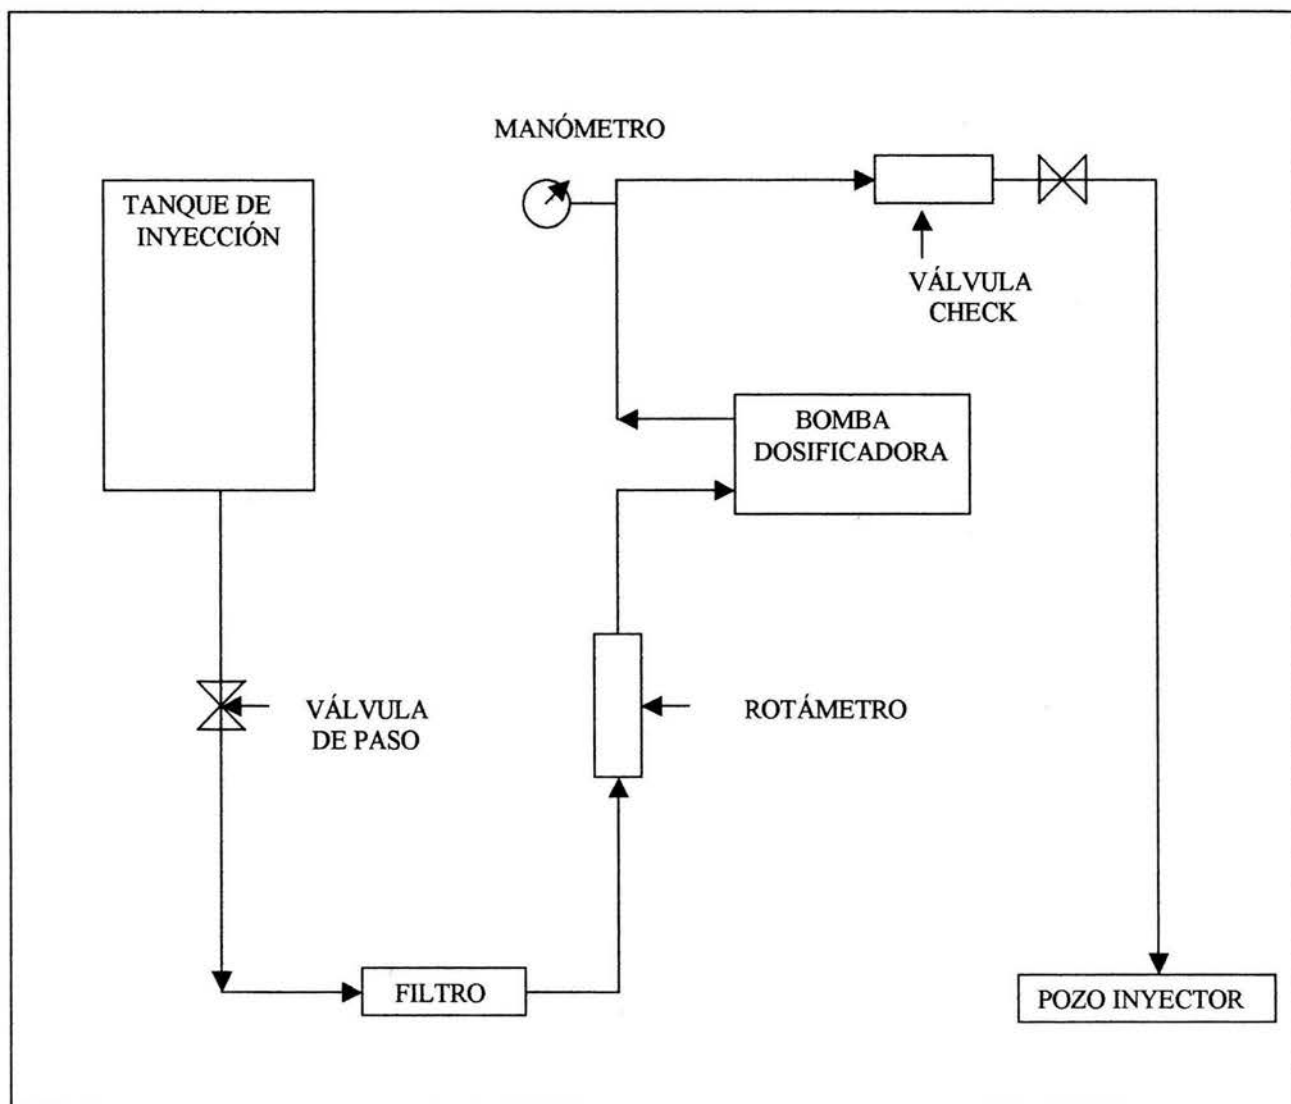 MANÓMETRO
TANQUE DE
INYECCIÓN
VÁLVULA
CHECK
BOMBA
DOSIFICADORA
VÁLVULA
DE PASO
ROTÁMETRO
FILTRO
POZO INYECTOR